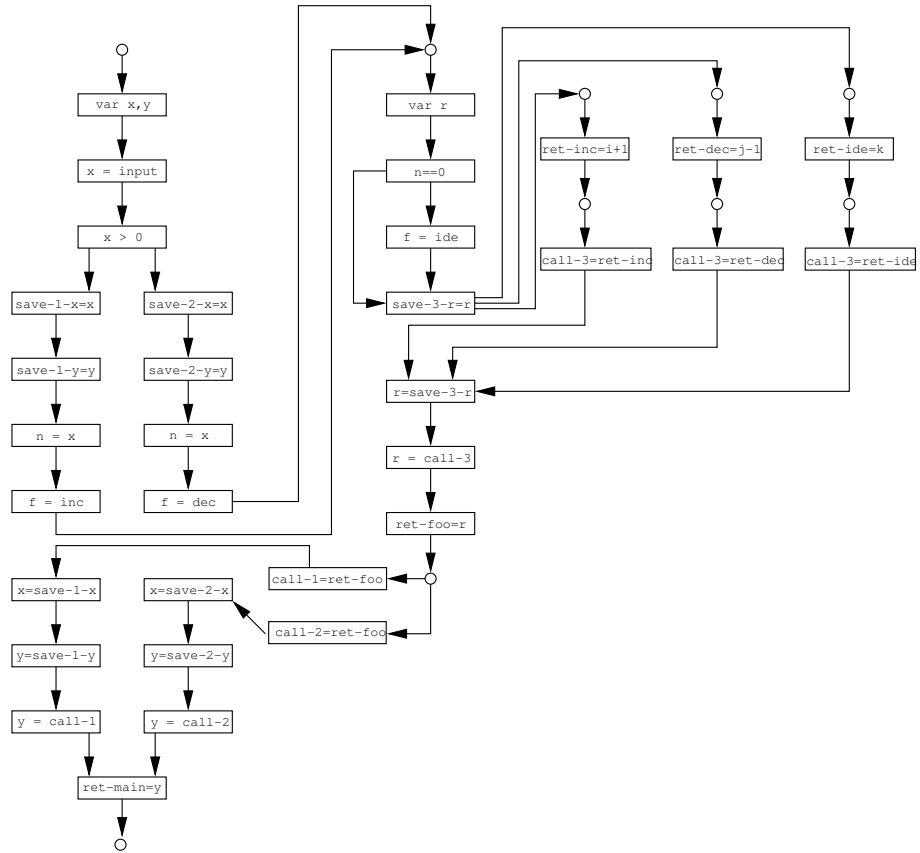 var x,y
x = input
x > 0
save-1-x=x
save-2-x=x
save-1-y=y
save-2-y=y
n = x
n = x
f = inc
f = dec
var r
n==0
f = ide
save-3-r=r
ret-inc=i+1
ret-dec=j-1
ret-ide=k
call-3=ret-inc
call-3=ret-dec
call-3=ret-ide
r=save-3-r
r = call-3
ret-foo=r
call-1=ret-foo
call-2=ret-foo
x=save-1-x
x=save-2-x
y=save-1-y
y=save-2-y
y = call-1
y = call-2
ret-main=y